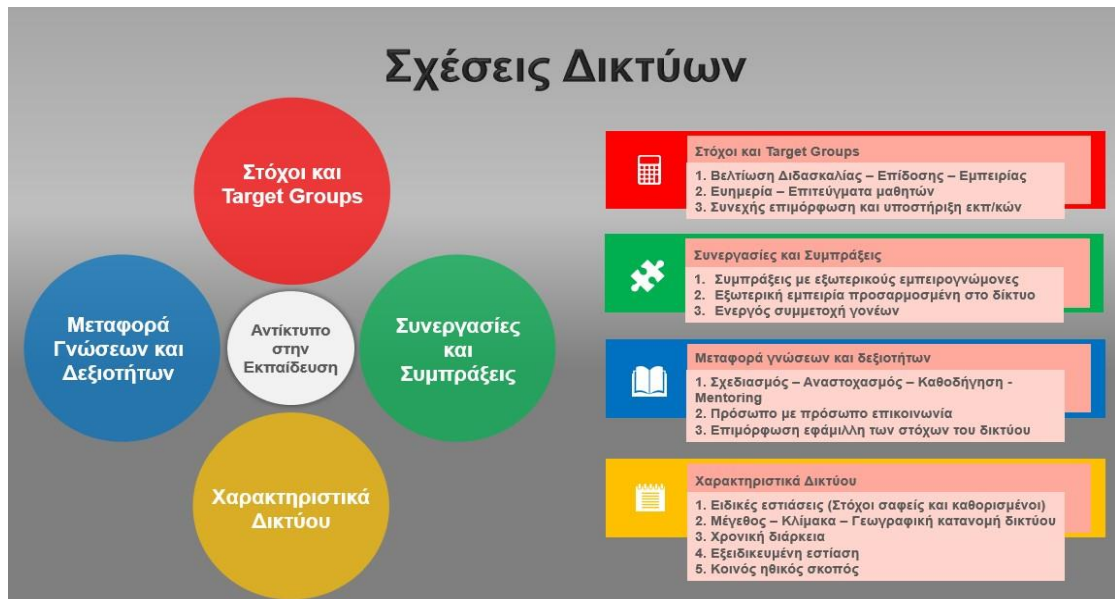 Σχέσεις Δικτύων
Στόχοι και
Target Groups
Μεταφορά
Γνώσεων και
Δεξιοτήτων
Αντίκτυπο
στην
Εκπαίδευση
Συνεργασίες
και
Συμπράξεις
Χαρακτηριστικά
Δικτύου
Στόχοι και Target Groups
1. Βελτίωση Διδασκαλίας – Επίδοσης – Εμπειρίας
2. Ευημερία – Επιτεύγματα μαθητών
3. Συνεχής επιμόρφωση και υποστήριξη εκπ/κών
Συνεργασίες και Συμπράξεις
1. Συμπράξεις με εξωτερικούς εμπειρογνώμονες
2. Εξωτερική εμπειρία προσαρμοσμένη στο δίκτυο
3. Ενεργός συμμετοχή γονέων
Μεταφορά γνώσεων και δεξιοτήτων
1. Σχεδιασμός – Αναστοχασμός – Καθοδήγηση -
Mentoring
2. Πρόσωπο με πρόσωπο επικοινωνία
3. Επιμόρφωση εφάμιλλη των στόχων του δικτύου
Χαρακτηριστικά Δικτύου
1. Ειδικές εστιάσεις (Στόχοι σαφείς και καθορισμένοι)
2. Μέγεθος – Κλίμακα – Γεωγραφική κατανομή δικτύου
3. Χρονική διάρκεια
4. Εξειδικευμένη εστίαση
5. Κοινός ηθικός σκοπός